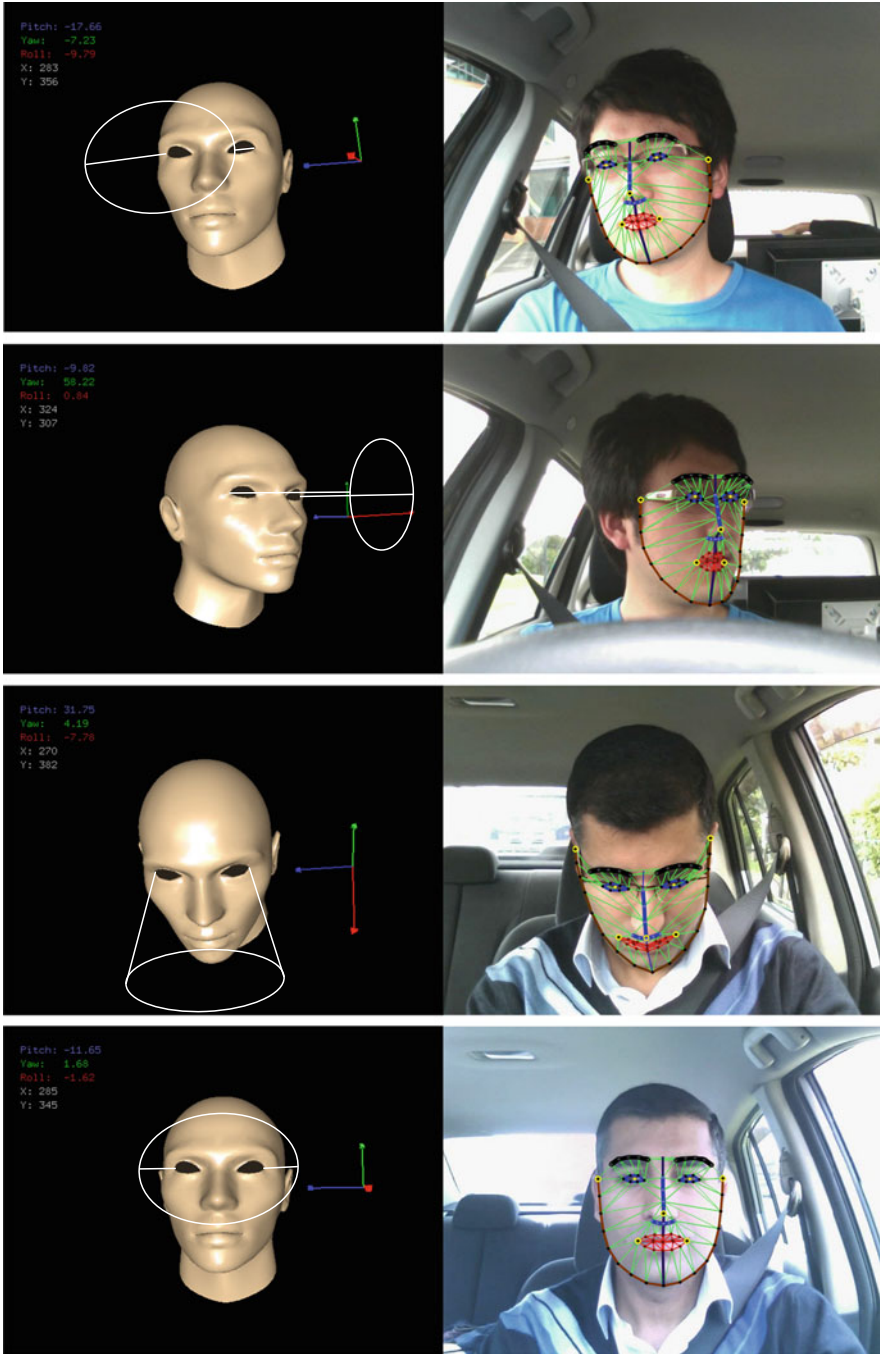 Pitch: -17.66
Yaw: -7.23
Roll: -9.79
X: 283
Y: 356
Pitch: -9.82
Yaw: 58.22
Roll: 0.84
X: 324
Y: 307
Pitch: 31.75
Yaw: 4.19
Roll: -7.78
X: 270
Y: 382
Pitch: -11.65
Yaw: 1.68
Roll: -1.62
X: 285
Y: 345